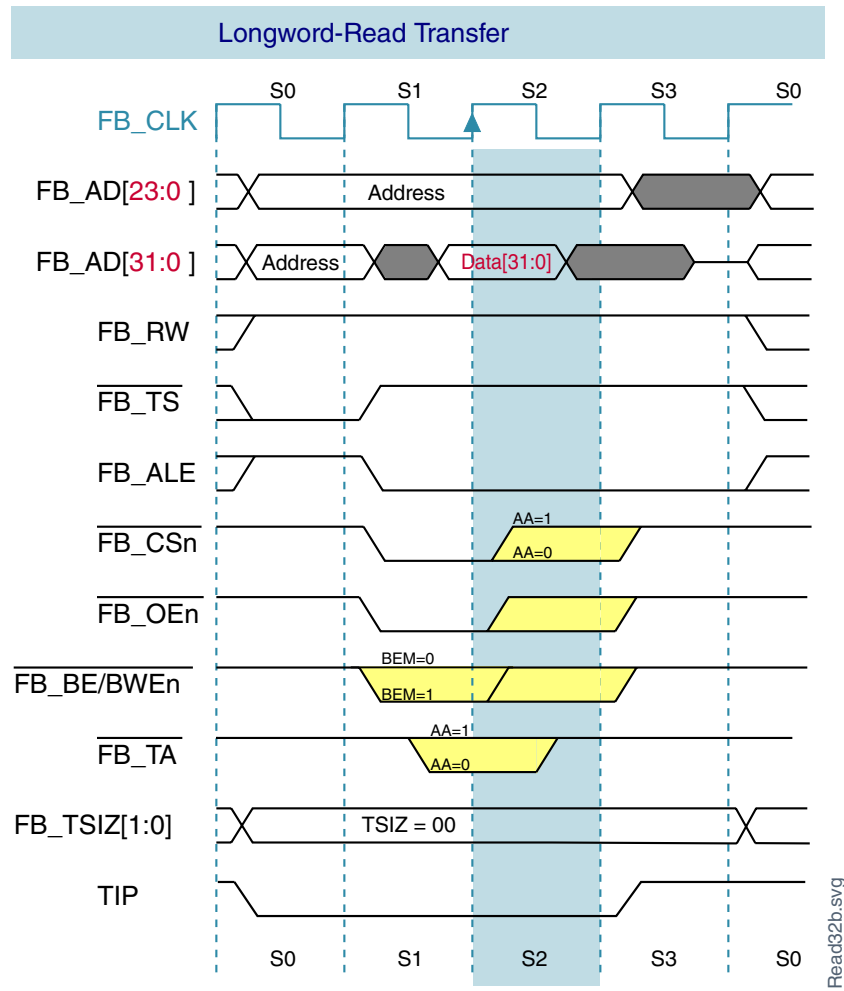 Longword-Read Transfer
S0 S1 S2 S3 S0
FB_CLK
FB_AD[23:0 ] Address
FB_AD[31:0 ] Address Data[31:0]
FB_RW
FB_TS
FB_ALE
AA=1
FB_CSn AA=0
FB_OEn
BEM=0
FB_BE/BWEn BEM=1
AA=1
FB_TA AA=0
FB_TSIZ[1:0] TSIZ = 00
TIP
S0 S1 S2 S3 S0
Read32b.svg